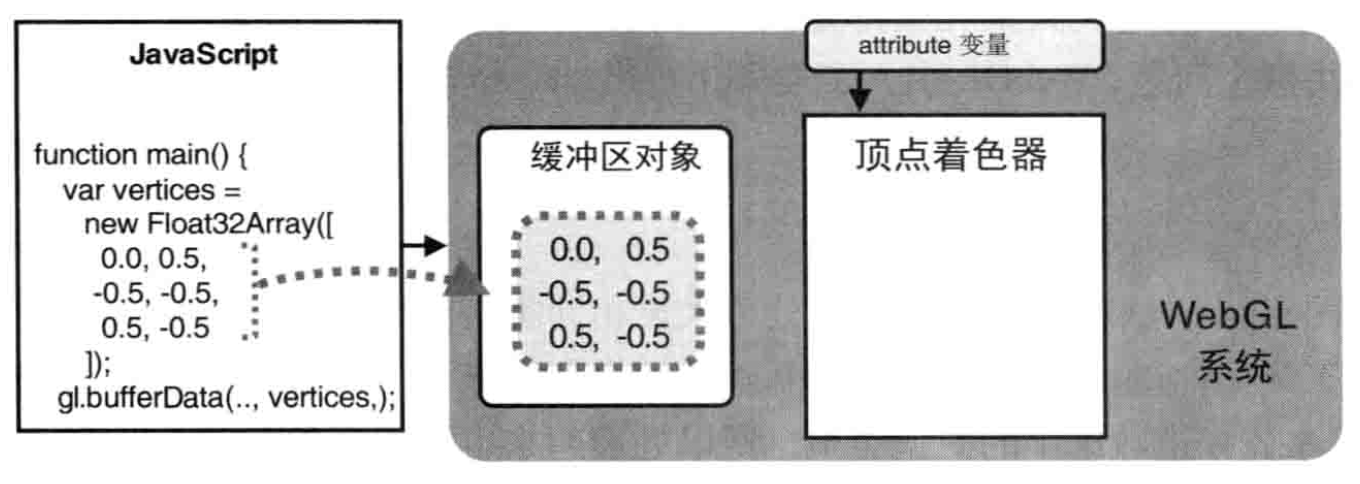 JavaScript
function main() {
var vertices =
new Float32Array([
0.0, 0.5,
-0.5, -0.5,
0.5, -0.5
]);
gl.bufferData(.., vertices,);
缓冲区对象
0.0, 0.5
-0.5, -0.5
0.5, -0.5
attribute 变量
顶点着色器
WebGL
系统